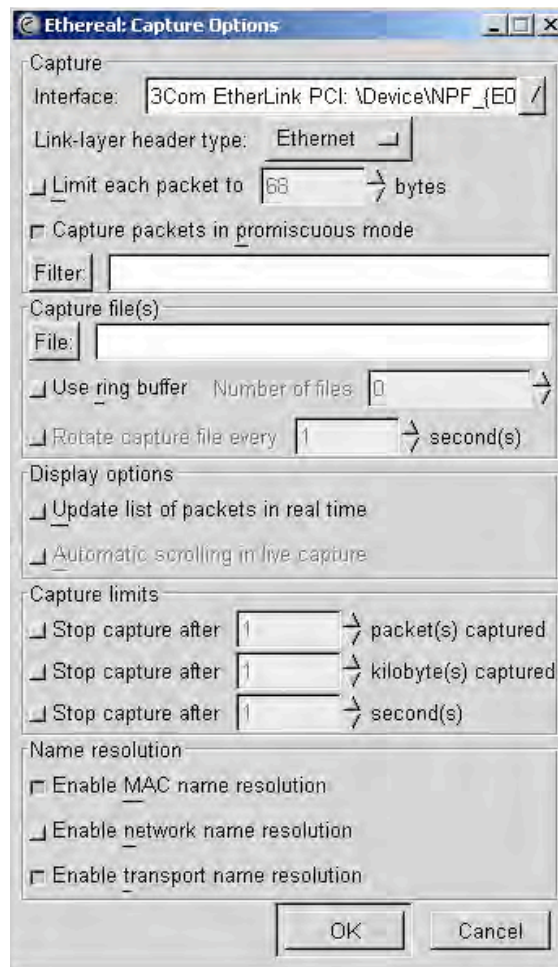 Ethereal: Capture Options
Capture
Interface: 3Com EtherLink PCI: \Device\NPF_{E0
Link-layer header type: Ethernet
Limit each packet to 68 bytes
Capture packets in promiscuous mode
Filter:
Capture file(s)
File:
Use ring buffer Number of files 0
Rotate capture file every 1 second(s)
Display options
Update list of packets in real time
Automatic scrolling in live capture
Capture limits
Stop capture after 1 packet(s) captured
Stop capture after 1 kilobyte(s) captured
Stop capture after 1 second(s)
Name resolution
Enable MAC name resolution
Enable network name resolution
Enable transport name resolution
OK Cancel